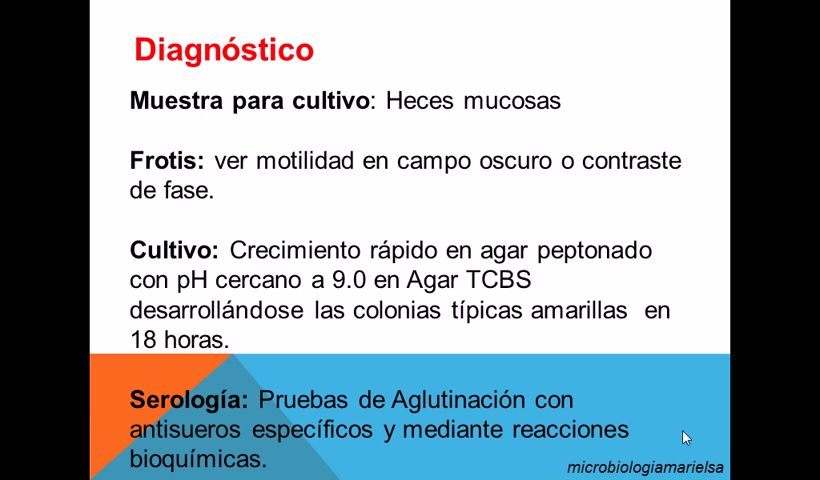 Diagnóstico
Muestra para cultivo: Heces mucosas
Frotis: ver motilidad en campo oscuro o contraste
de fase.
Cultivo: Crecimiento rápido en agar peptonado
con pH cercano a 9.0 en Agar TCBS
desarrollándose las colonias típicas amarillas en
18 horas.
Serología: Pruebas de Aglutinación con
antisueros específicos y mediante reacciones
bioquímicas.
microbiologiamarielsa